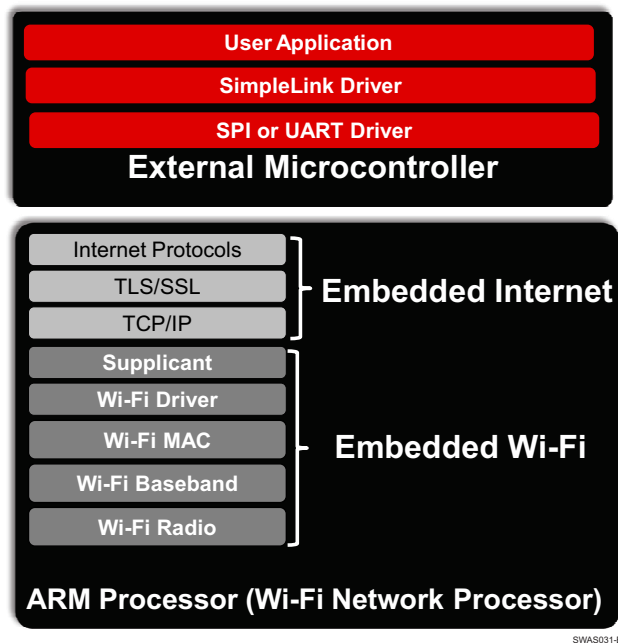 User Application
SimpleLink Driver
SPI or UART Driver
External Microcontroller
Internet Protocols
TLS/SSL
TCP/IP
Embedded Internet
Supplicant
Wi-Fi Driver
Wi-Fi MAC
Wi-Fi Baseband
Wi-Fi Radio
Embedded Wi-Fi
ARM Processor (Wi-Fi Network Processor)